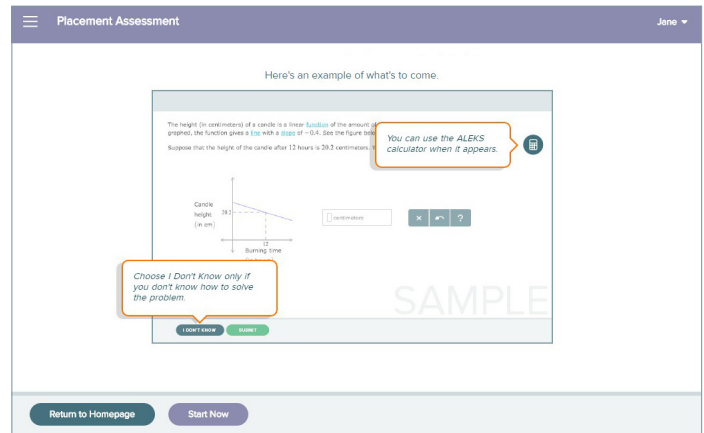 Placement Assessment
Jane
Here's an example of what's to come.
The height (in centimeters) of a candle is a linear function of the amount
graphed, the function gives a line with a slope of −0.4. See the figure
Suppose that the height of the candle after 12 hours is 20.2 centimeters.
You can use the ALEKS
calculator when it appears.
Candle
height
(in cm)
20.2
12
Burning time
centimeters
× ?
Choose I Don't Know only if
you don't know how to solve
the problem.
SAMPLE
I DON'T KNOW
SUBMIT
Return to Homepage
Start Now